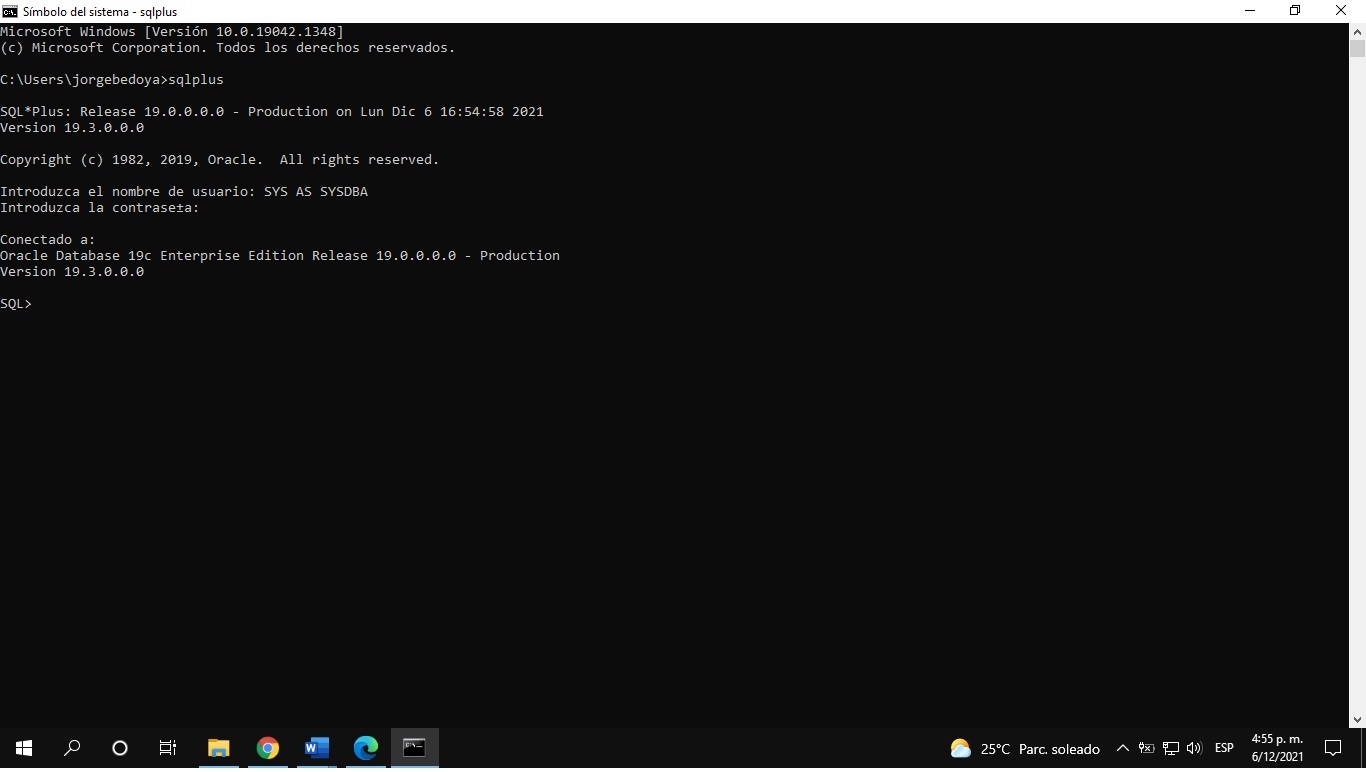 Símbolo del sistema - sqlplus
Microsoft Windows [Versión 10.0.19042.1348]
(c) Microsoft Corporation. Todos los derechos reservados.
C:\Users\jorgebedoya>sqlplus
SQL*Plus: Release 19.0.0.0.0 - Production on Lun Dic 6 16:54:58 2021
Version 19.3.0.0.0
Copyright (c) 1982, 2019, Oracle.  All rights reserved.
Introduzca el nombre de usuario: SYS AS SYSDBA
Introduzca la contrase±a:
Conectado a:
Oracle Database 19c Enterprise Edition Release 19.0.0.0.0 - Production
Version 19.3.0.0.0
SQL>
25°C Parc. soleado
ESP
4:55 p. m.
6/12/2021